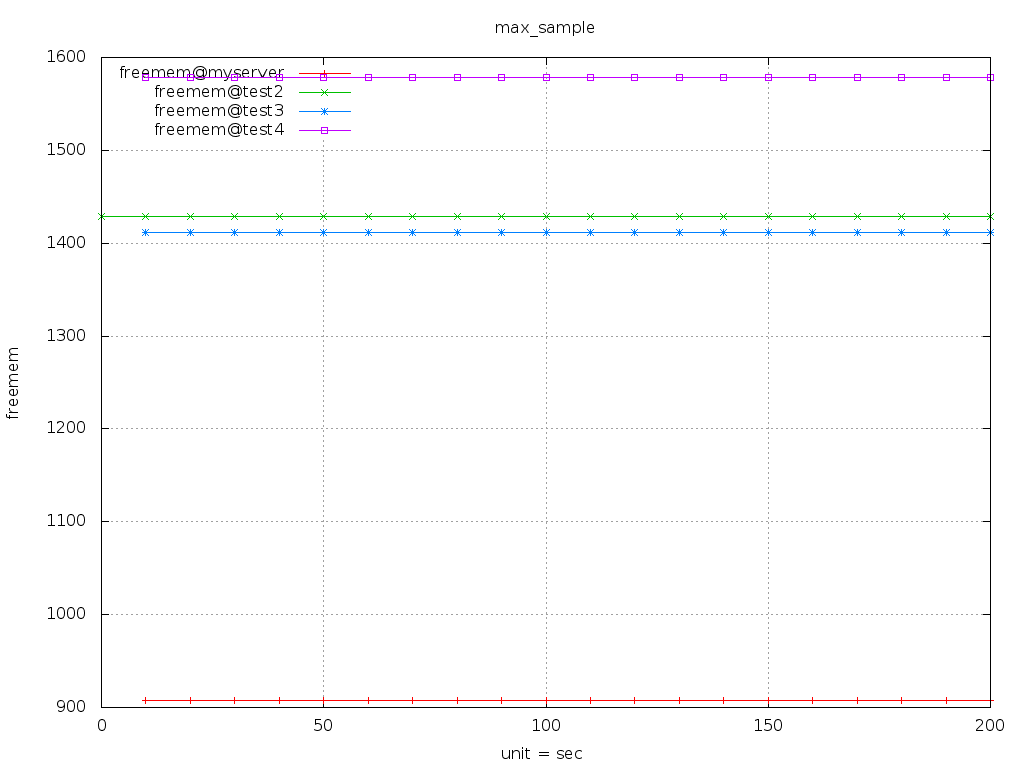 max_sample
1600
1500
1400
1300
1200
1100
1000
900
freemem@myserver
freemem@test2
freemem@test3
freemem@test4
freemem
0 50 100 150 200
unit = sec